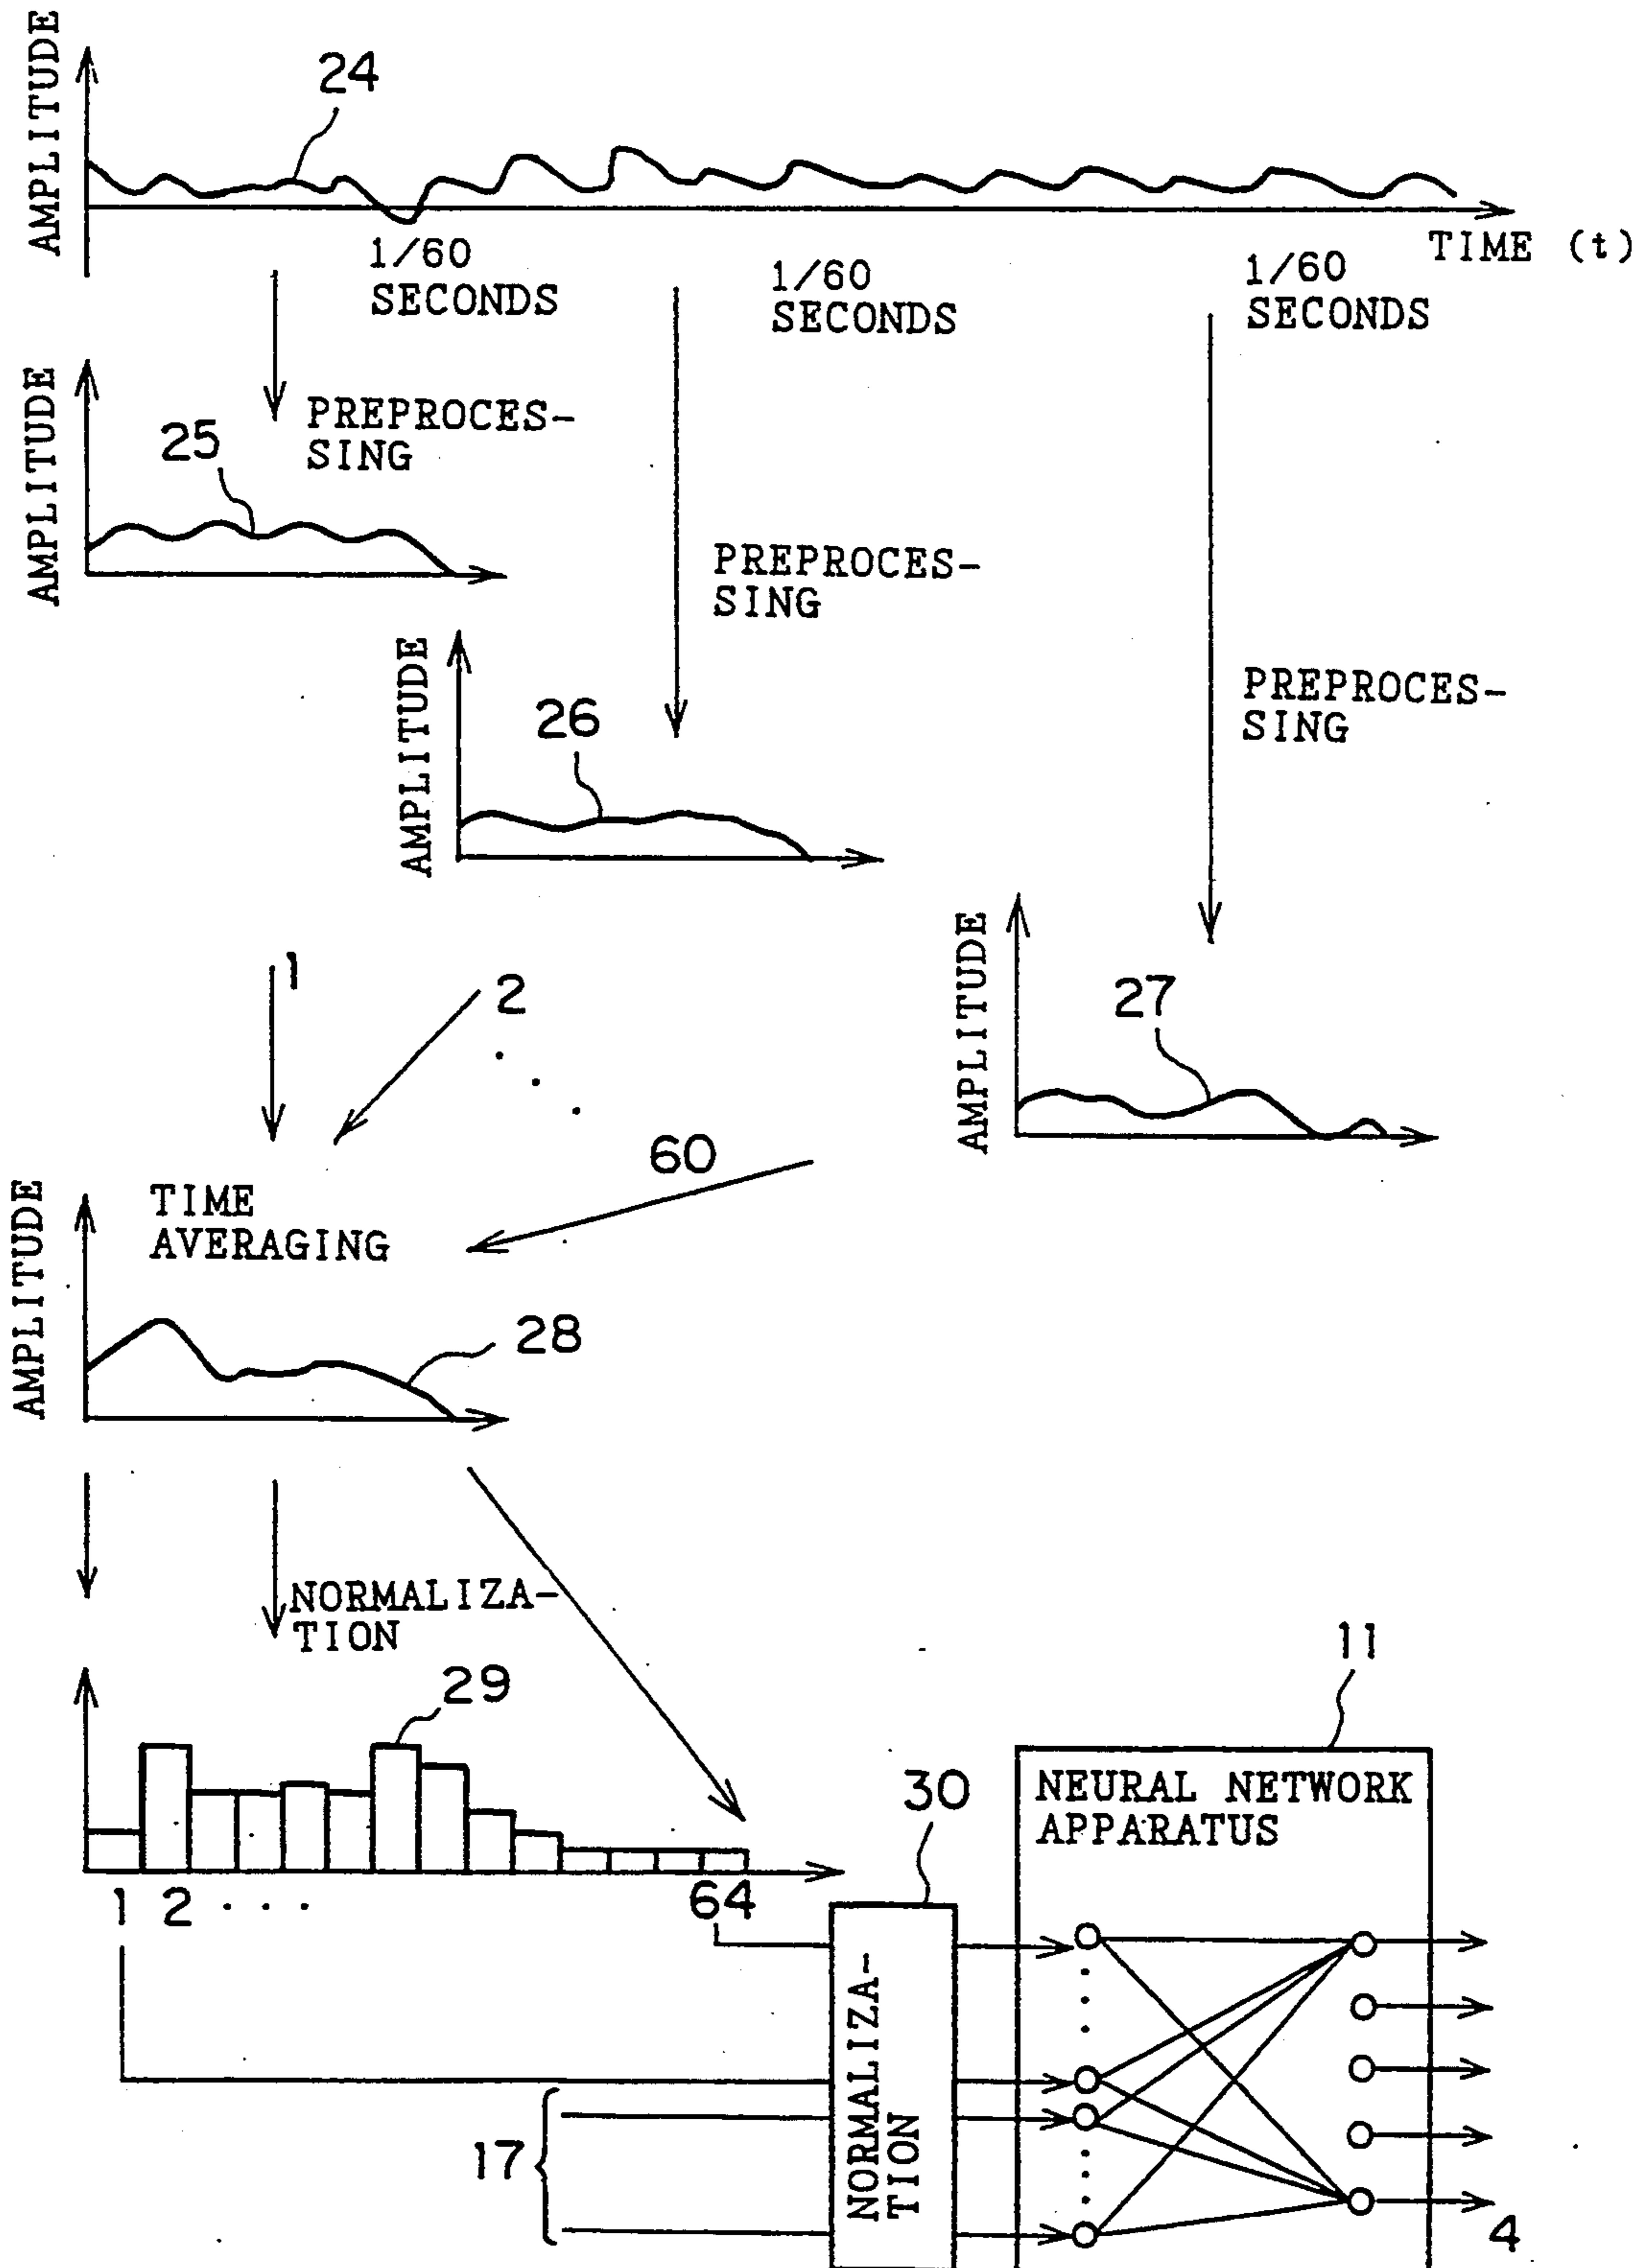 AMPLITUDE
24
TIME (t)
1/60
SECONDS
1/60
SECONDS
1/60
SECONDS
AMPLITUDE
25
PREPROCES-
SING
PREPROCES-
SING
AMPLITUDE
26
PREPROCES-
SING
AMPLITUDE
27
1
2
.
.
.
60
AMPLITUDE
TIME
AVERAGING
28
NORMALIZA-
TION
29
1 2 . . . 64
30
11
NEURAL NETWORK
APPARATUS
NORMALIZA-
TION
17
4